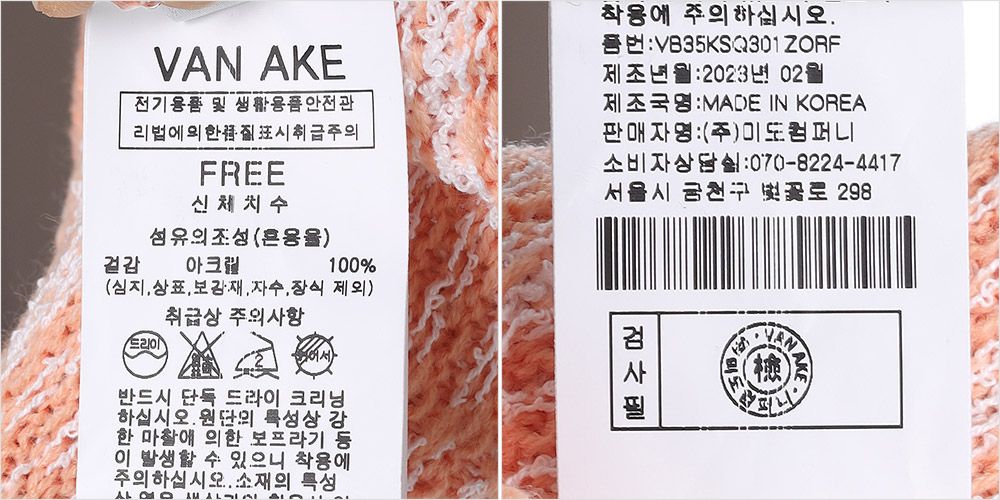 VAN AKE
전기용품 및 생활용품안전관
리법에의한품질표시취급주의
FREE
신체치수
섬유의조성(혼용율)
겉감 아크릴 100%
(심지,상표,보강재,자수,장식 제외)
취급상 주의사항
드라이
2
반드시 단독 드라이 크리닝
하십시오.원단의 특성상 강
한 마찰에 의한 보프라기 등
이 발생할 수 있으니 착용에
주의하십시오.소재의 특성
착용에 주의하십시오.
품번:VB35KSQ301ZORF
제조년월:2023년 02월
제조국명:MADE IN KOREA
판매자명:(주)미도컴퍼니
소비자상담실:070-8224-4417
서울시 금천구 벚꽃로 298
검
사
필
VAN AKE